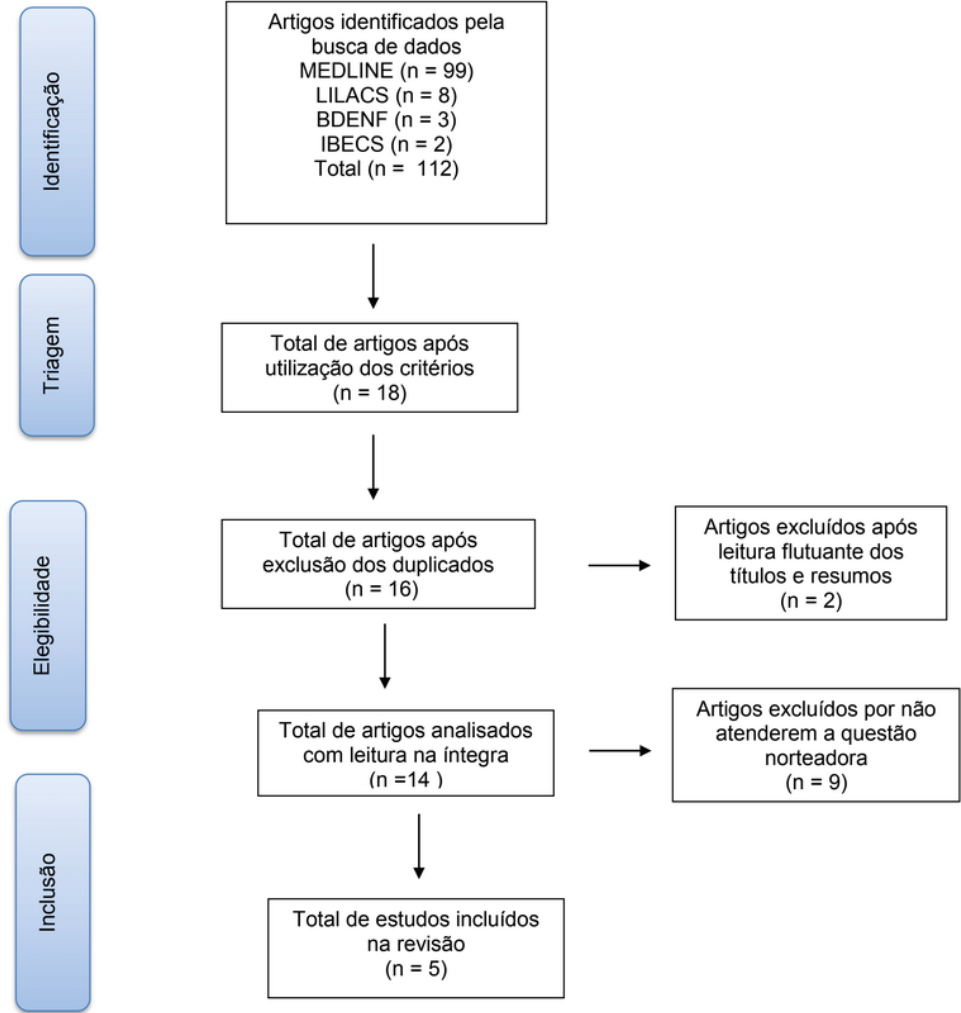 Identificação
Artigos identificados pela
busca de dados
MEDLINE (n = 99)
LILACS (n = 8)
BDENF (n = 3)
IBECS (n = 2)
Total (n =  112)
Triagem
Total de artigos após
utilização dos critérios
(n = 18)
Elegibilidade
Total de artigos após
exclusão dos duplicados
(n = 16)
Artigos excluídos após
leitura flutuante dos
títulos e resumos
(n = 2)
Total de artigos analisados
com leitura na íntegra
(n =14 )
Artigos excluídos por não
atenderem a questão
norteadora
(n = 9)
Inclusão
Total de estudos incluídos
na revisão
(n = 5)